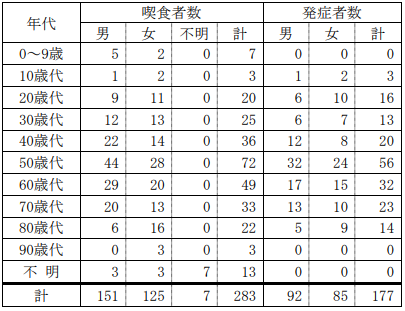 年代 喫食者数 発症者数
男 女 不明 計 男 女 計
0～9歳 5 2 0 7 0 0 0
10歳代 1 2 0 3 1 2 3
20歳代 9 11 0 20 6 10 16
30歳代 12 13 0 25 6 7 13
40歳代 22 14 0 36 12 8 20
50歳代 44 28 0 72 32 24 56
60歳代 29 20 0 49 17 15 32
70歳代 20 13 0 33 13 10 23
80歳代 6 16 0 22 5 9 14
90歳代 0 3 0 3 0 0 0
不 明 3 3 7 13 0 0 0
計 151 125 7 283 92 85 177